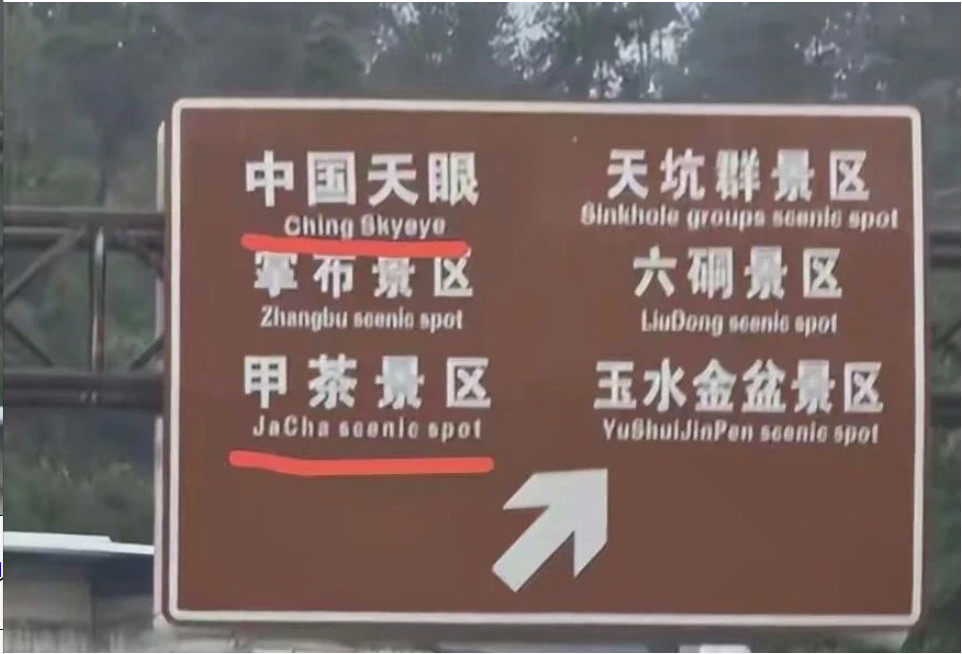 中国天眼
Ching Skyeye
掌布景区
Zhangbu scenic spot
甲茶景区
JaCha scenic spot
天坑群景区
Sinkhole groups scenic spot
六硐景区
LiuDong scenic spot
玉水金盆景区
YuShuiJinPen scenic spot